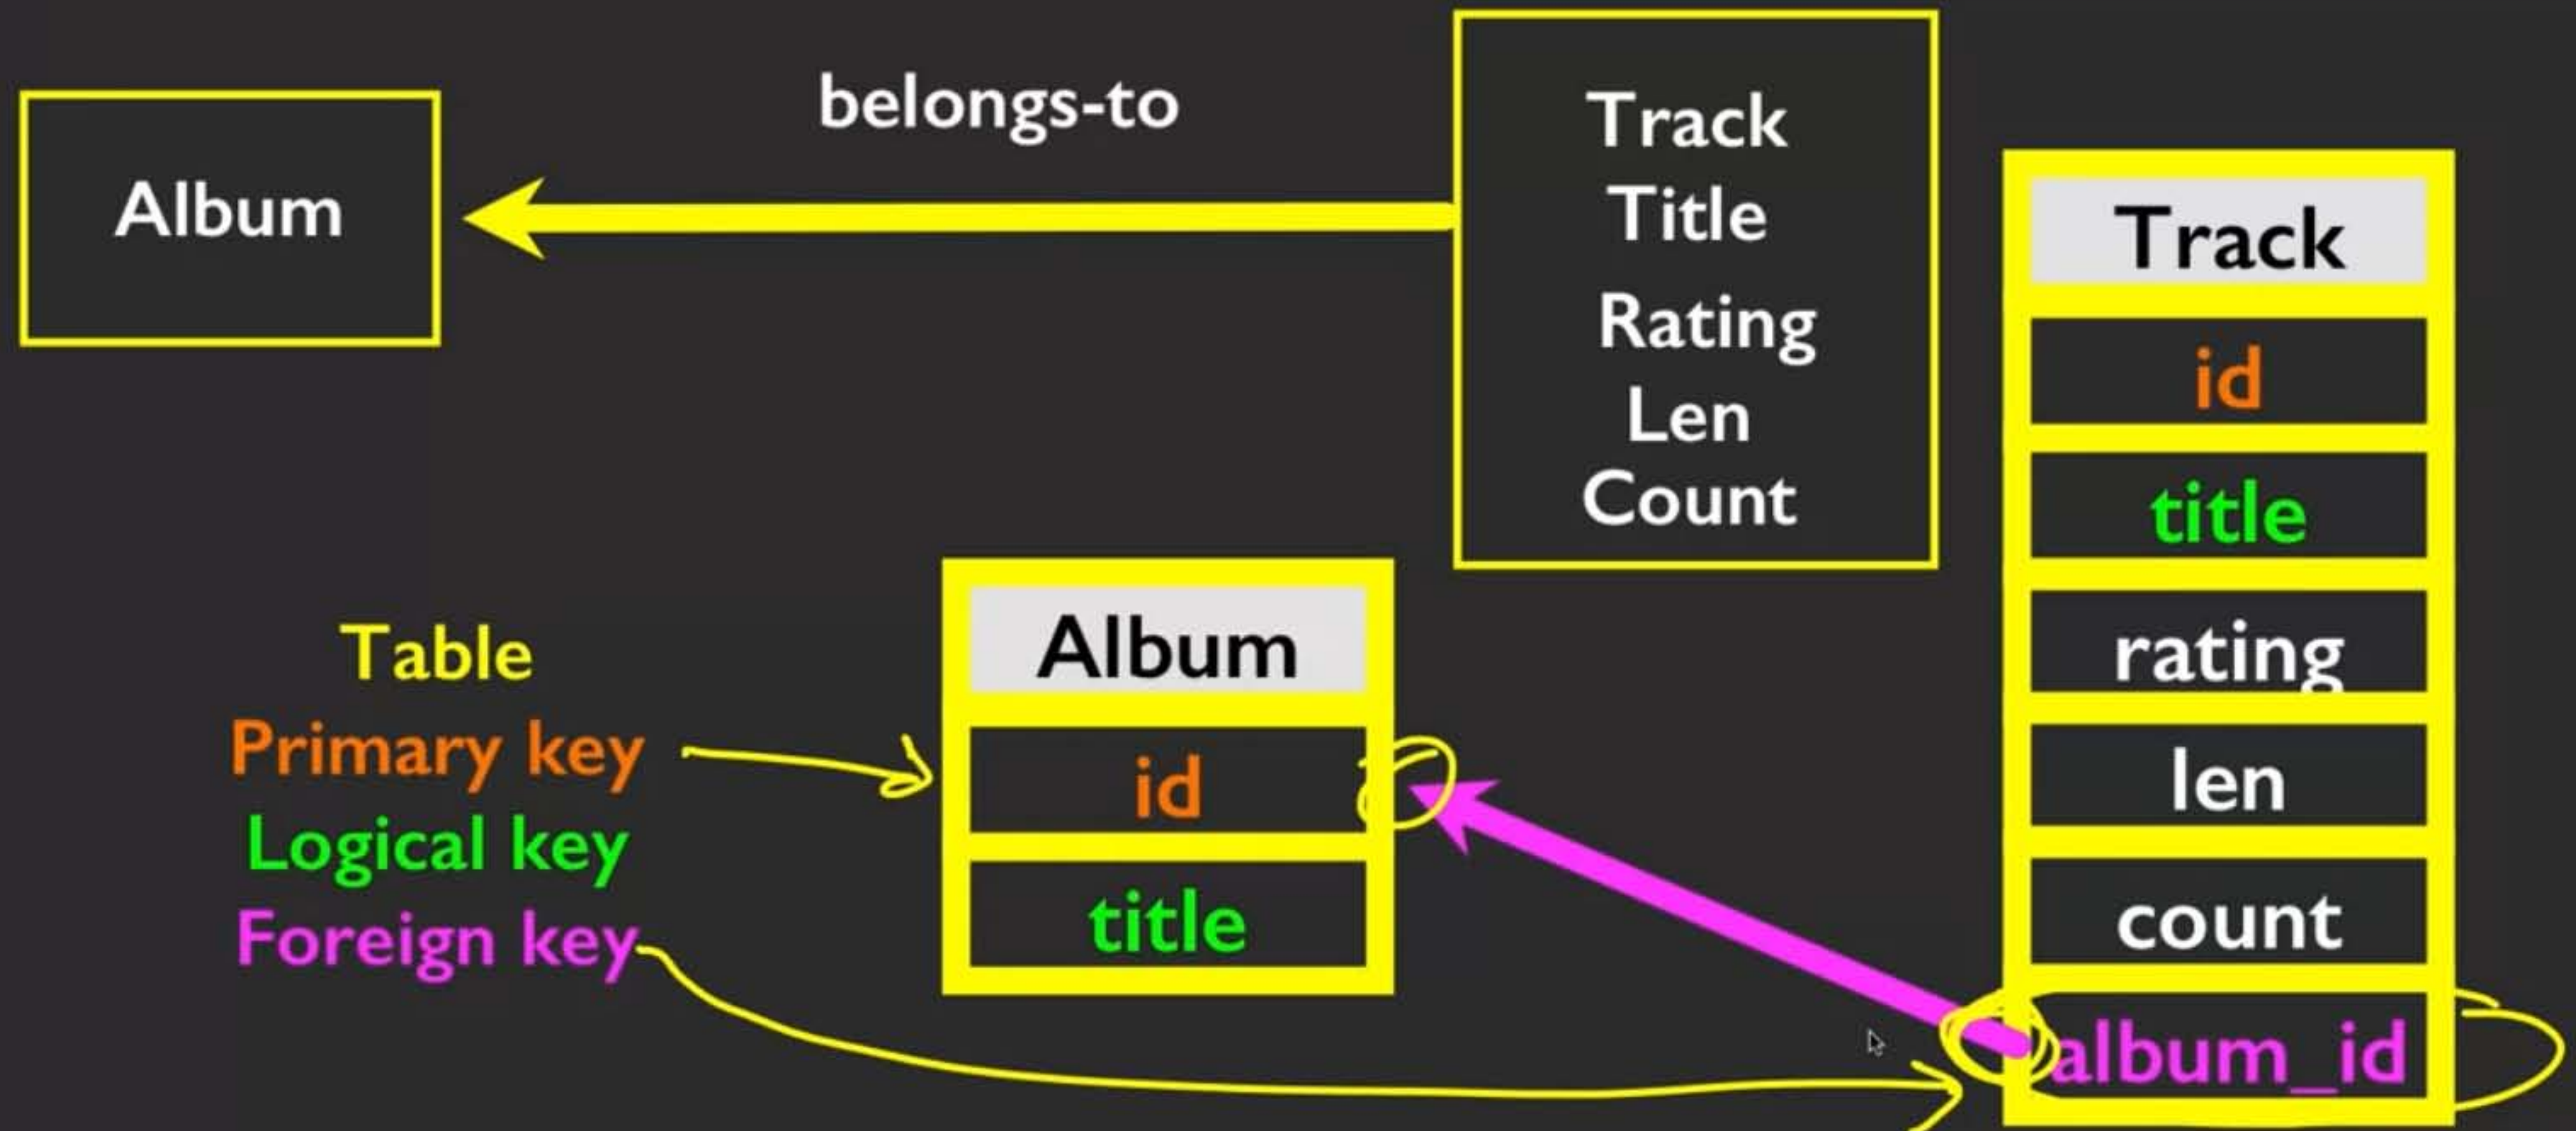 Album
belongs-to
Track
Title
Rating
Len
Count
Table
Primary key
Logical key
Foreign key
Album
id
title
Track
id
title
rating
len
count
album_id